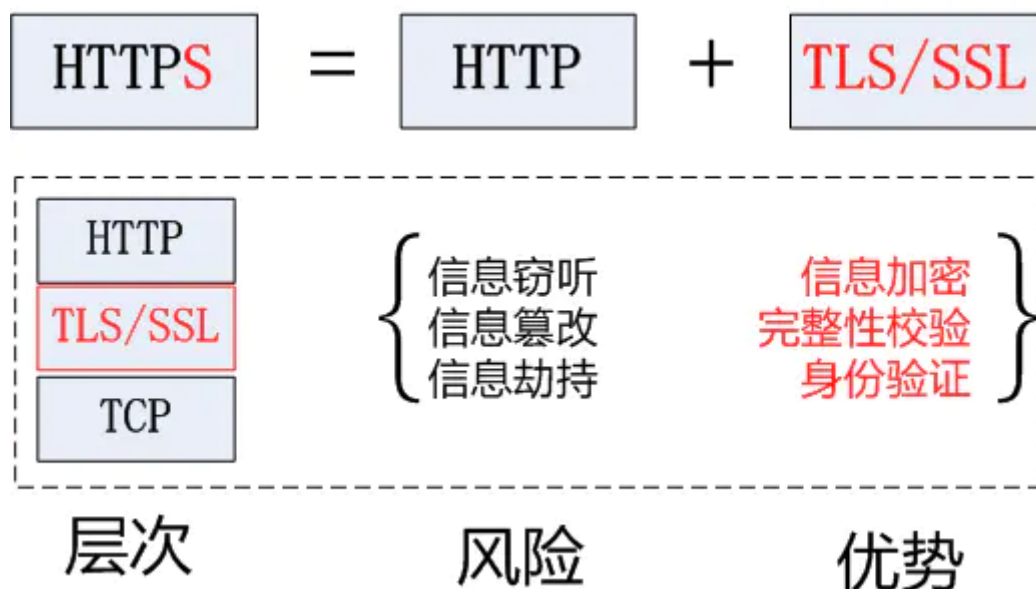 HTTPS = HTTP + TLS/SSL
HTTP
TLS/SSL
TCP
信息窃听
信息篡改
信息劫持
信息加密
完整性校验
身份验证
层次
风险
优势